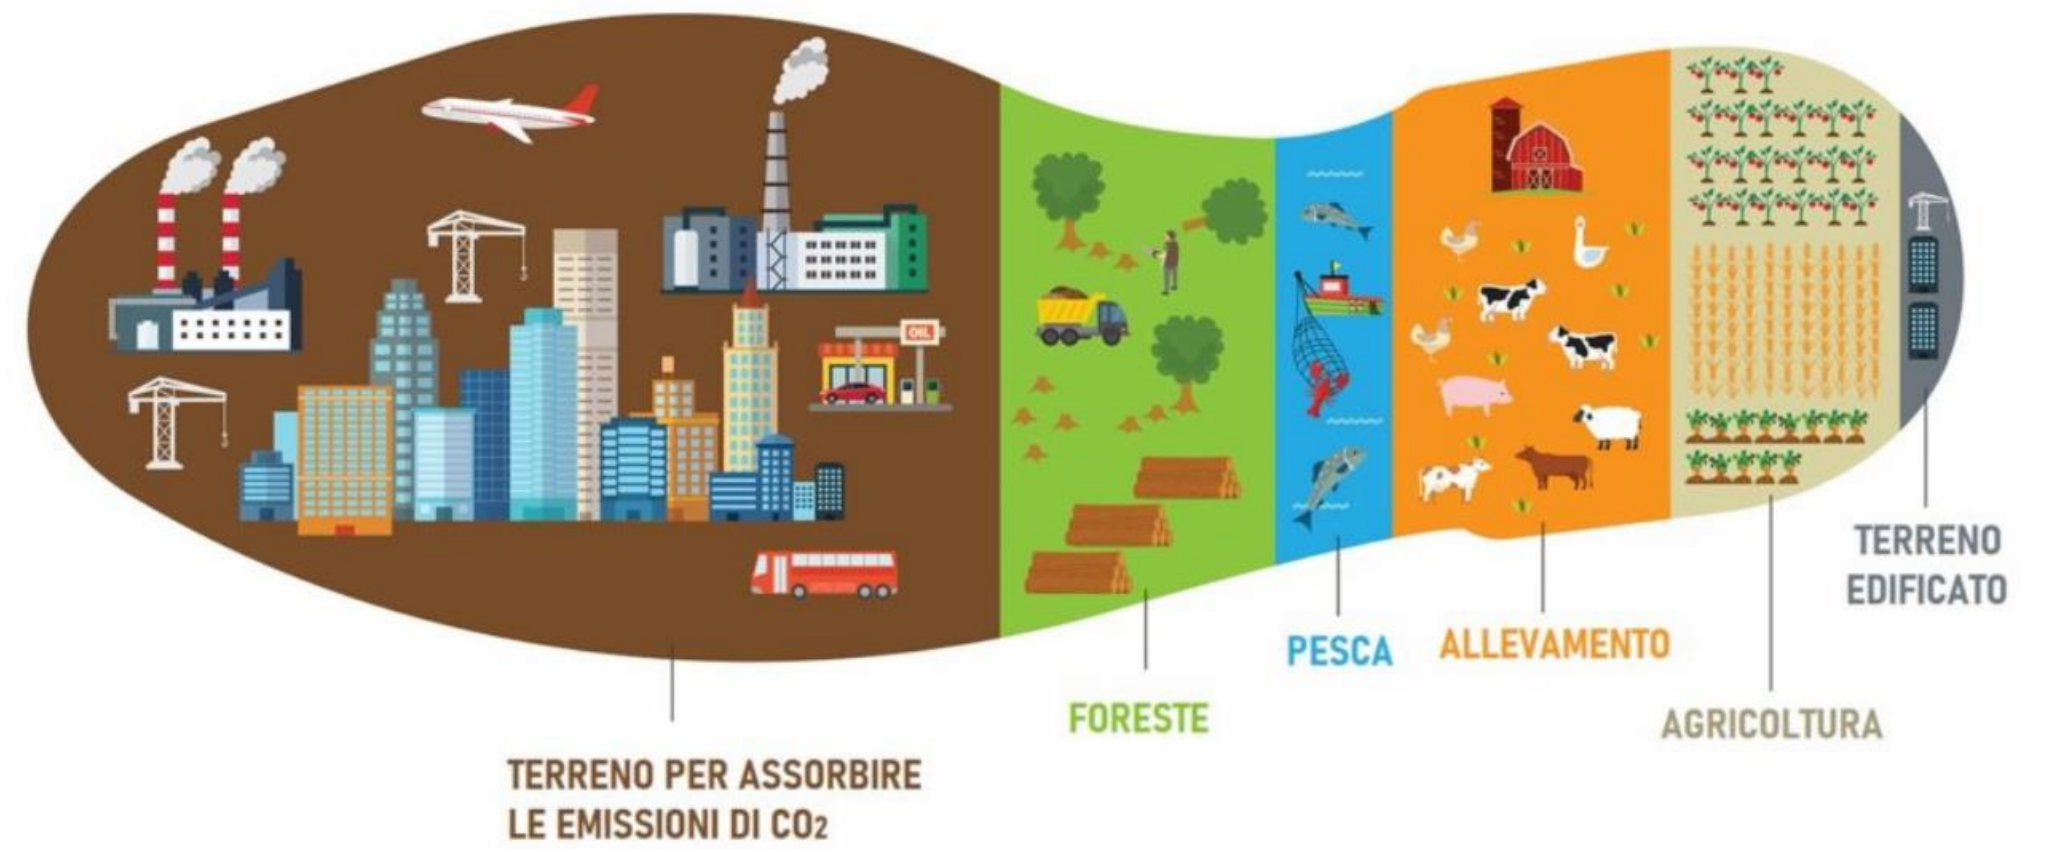 OIL
TERRENO
EDIFICATO
PESCA
ALLEVAMENTO
FORESTE
AGRICOLTURA
TERRENO PER ASSORBIRE
LE EMISSIONI DI CO2